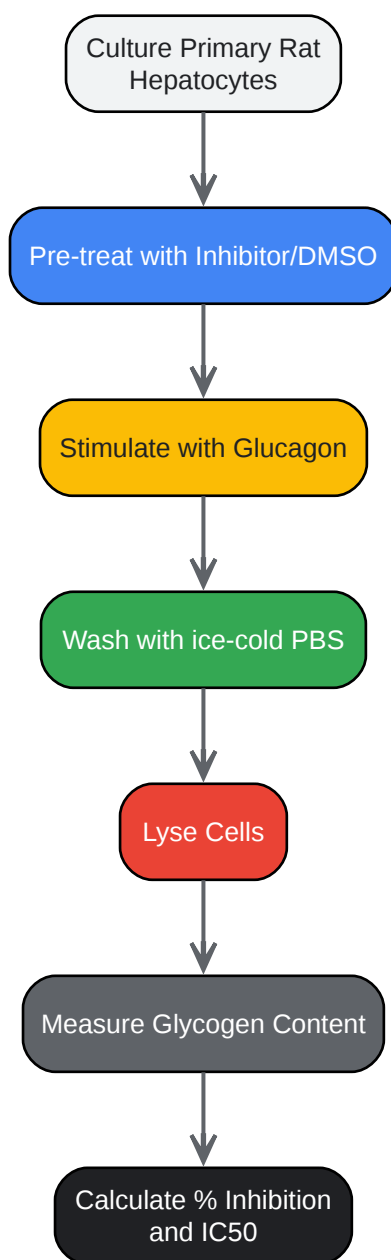 Culture Primary Rat
Hepatocytes
Pre-treat with Inhibitor/DMSO
Stimulate with Glucagon
Wash with ice-cold PBS
Lyse Cells
Measure Glycogen Content
Calculate % Inhibition
and IC50